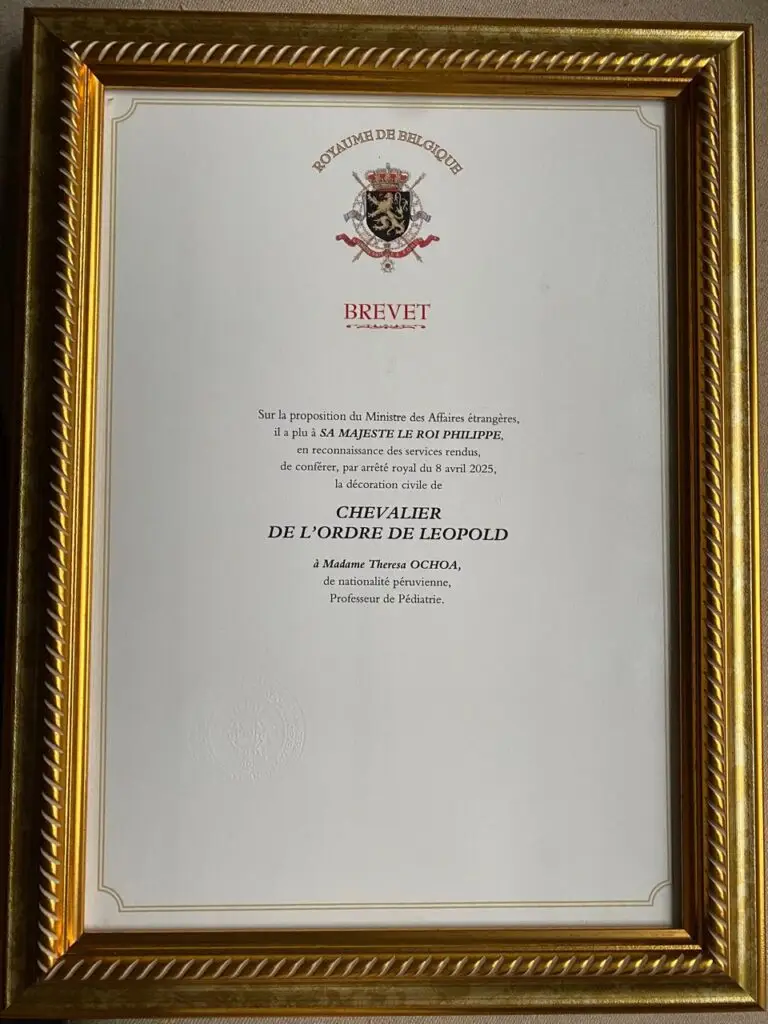 ROYAUME DE BELGIQUE
BREVET
Sur la proposition du Ministre des Affaires étrangères,
il a plu à SA MAJESTE LE ROI PHILIPPE,
en reconnaissance des services rendus,
de conférer, par arrêté royal du 8 avril 2025,
la décoration civile de
CHEVALIER
DE L'ORDRE DE LEOPOLD
à Madame Theresa OCHOA,
de nationalité péruvienne,
Professeur de Pédiatrie.